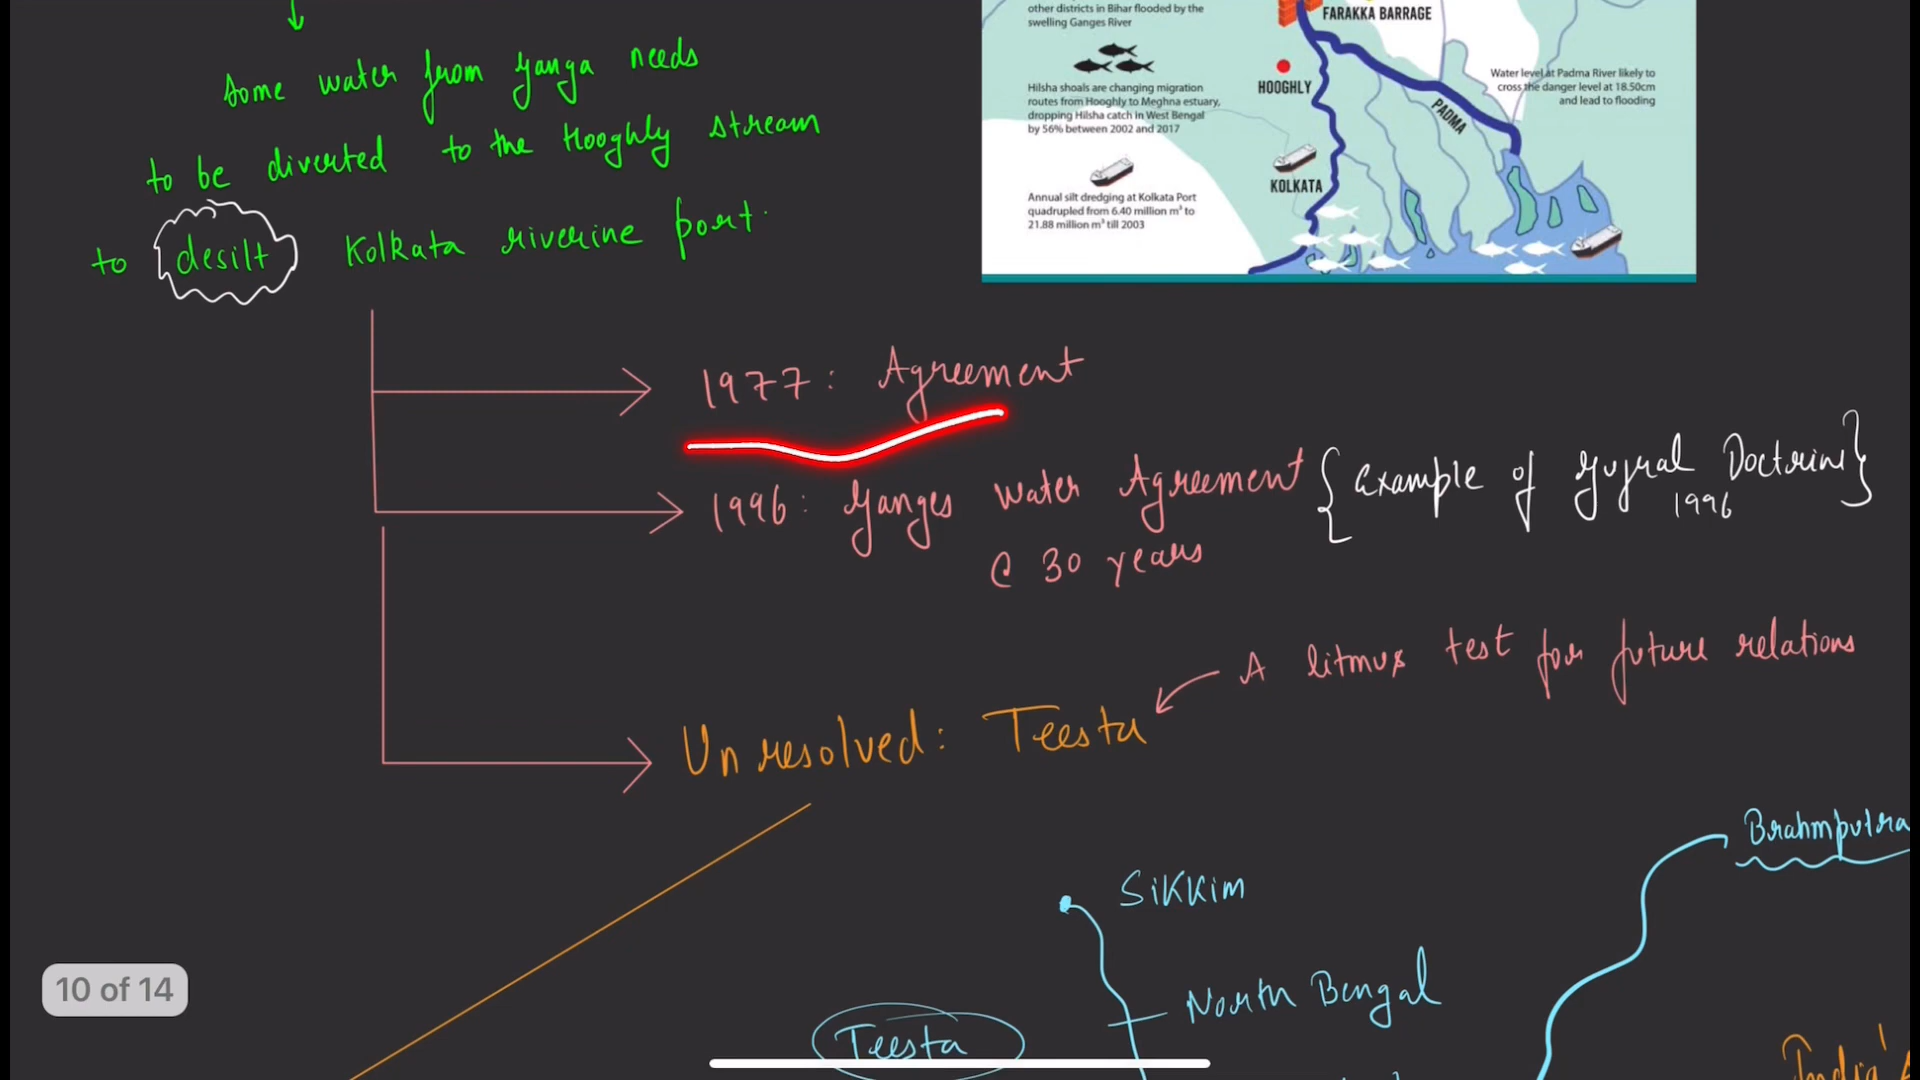 Some water from Ganga needs
to be diverted to the Hooghly stream
to desilt Kolkata riverine port.
other districts in Bihar flooded by the
swelling Ganges River
FARAKKA BARRAGE
Hilsha shoals are changing migration
routes from Hooghly to Meghna estuary,
dropping Hilsha catch in West Bengal
by 56% between 2002 and 2017
HOOGHLY
Water level at Padma River likely to
cross the danger level at 18.50cm
and lead to flooding
PADMA
KOLKATA
Annual silt dredging at Kolkata Port
quadrupled from 6.40 million m³ to
21.88 million m³ till 2003
1977: Agreement
1996: Ganges Water Agreement {Example of Gujral Doctrine}
1996
@ 30 years
A litmus test for future relations
Unresolved: Teesta
Brahmputra
Sikkim
North Bengal
Teesta
India'
10 of 14